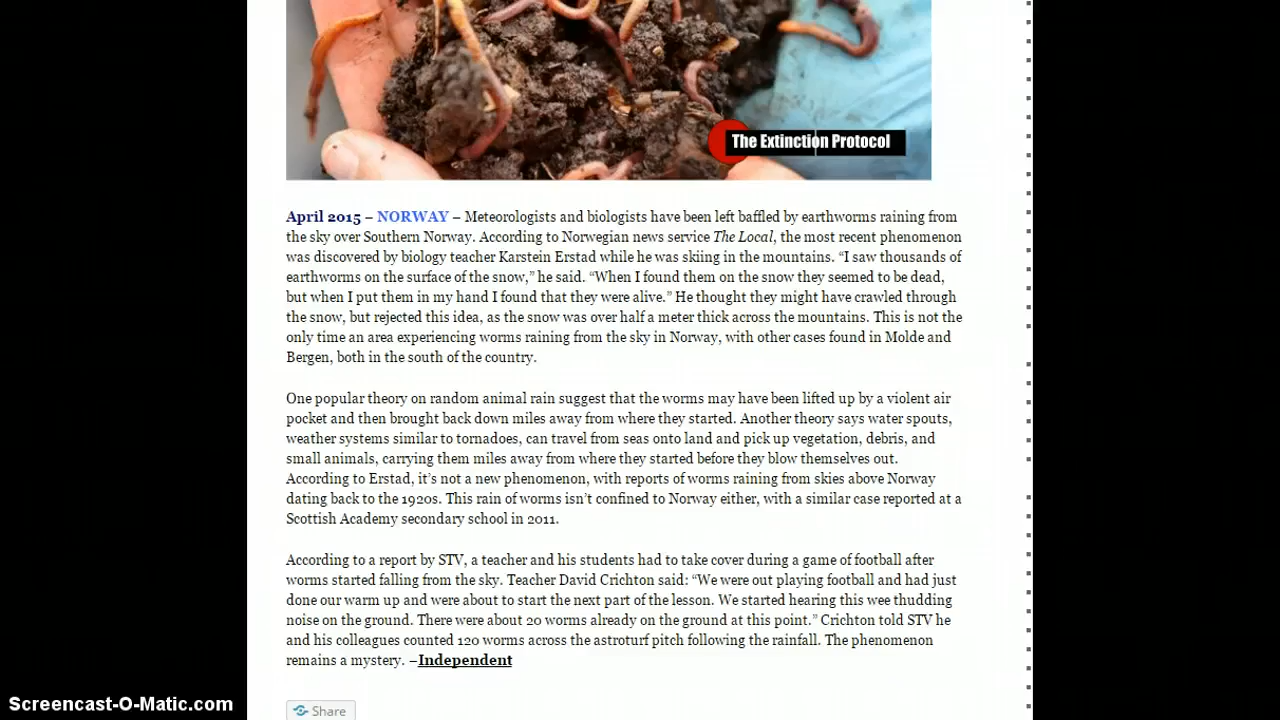 The Extinction Protocol
April 2015 – NORWAY – Meteorologists and biologists have been left baffled by earthworms raining from
the sky over Southern Norway. According to Norwegian news service The Local, the most recent phenomenon
was discovered by biology teacher Karstein Erstad while he was skiing in the mountains. “I saw thousands of
earthworms on the surface of the snow,” he said. “When I found them on the snow they seemed to be dead,
but when I put them in my hand I found that they were alive.” He thought they might have crawled through
the snow, but rejected this idea, as the snow was over half a meter thick across the mountains. This is not the
only time an area experiencing worms raining from the sky in Norway, with other cases found in Molde and
Bergen, both in the south of the country.
One popular theory on random animal rain suggest that the worms may have been lifted up by a violent air
pocket and then brought back down miles away from where they started. Another theory says water spouts,
weather systems similar to tornadoes, can travel from seas onto land and pick up vegetation, debris, and
small animals, carrying them miles away from where they started before they blow themselves out.
According to Erstad, it’s not a new phenomenon, with reports of worms raining from skies above Norway
dating back to the 1920s. This rain of worms isn’t confined to Norway either, with a similar case reported at a
Scottish Academy secondary school in 2011.
According to a report by STV, a teacher and his students had to take cover during a game of football after
worms started falling from the sky. Teacher David Crichton said: “We were out playing football and had just
done our warm up and were about to start the next part of the lesson. We started hearing this wee thudding
noise on the ground. There were about 20 worms already on the ground at this point.” Crichton told STV he
and his colleagues counted 120 worms across the astroturf pitch following the rainfall. The phenomenon
remains a mystery. –Independent
Share
Screencast-O-Matic.com